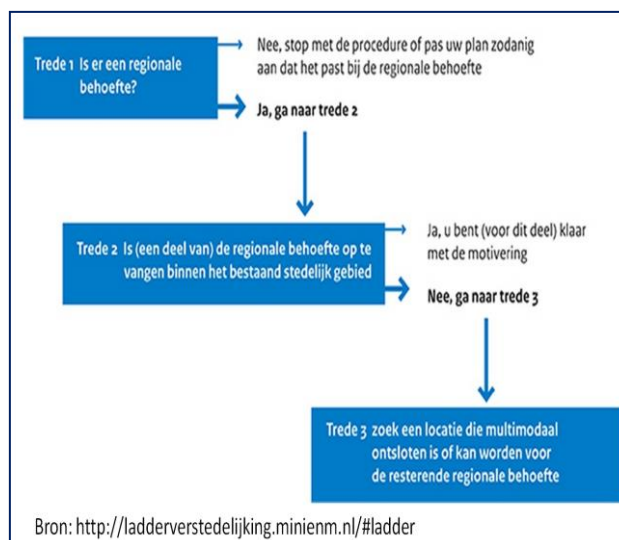 Trede 1 Is er een regionale
behoefte?
Nee, stop met de procedure of pas uw plan zodanig
aan dat het past bij de regionale behoefte
Ja, ga naar trede 2
Trede 2 Is (een deel van) de regionale behoefte op te
vangen binnen het bestaand stedelijk gebied
Ja, u bent (voor dit deel) klaar
met de motivering
Nee, ga naar trede 3
Trede 3 zoek een locatie die multimodaal
ontsloten is of kan worden voor
de resterende regionale behoefte
Bron: http://ladderverstedelijking.minienm.nl/#ladder